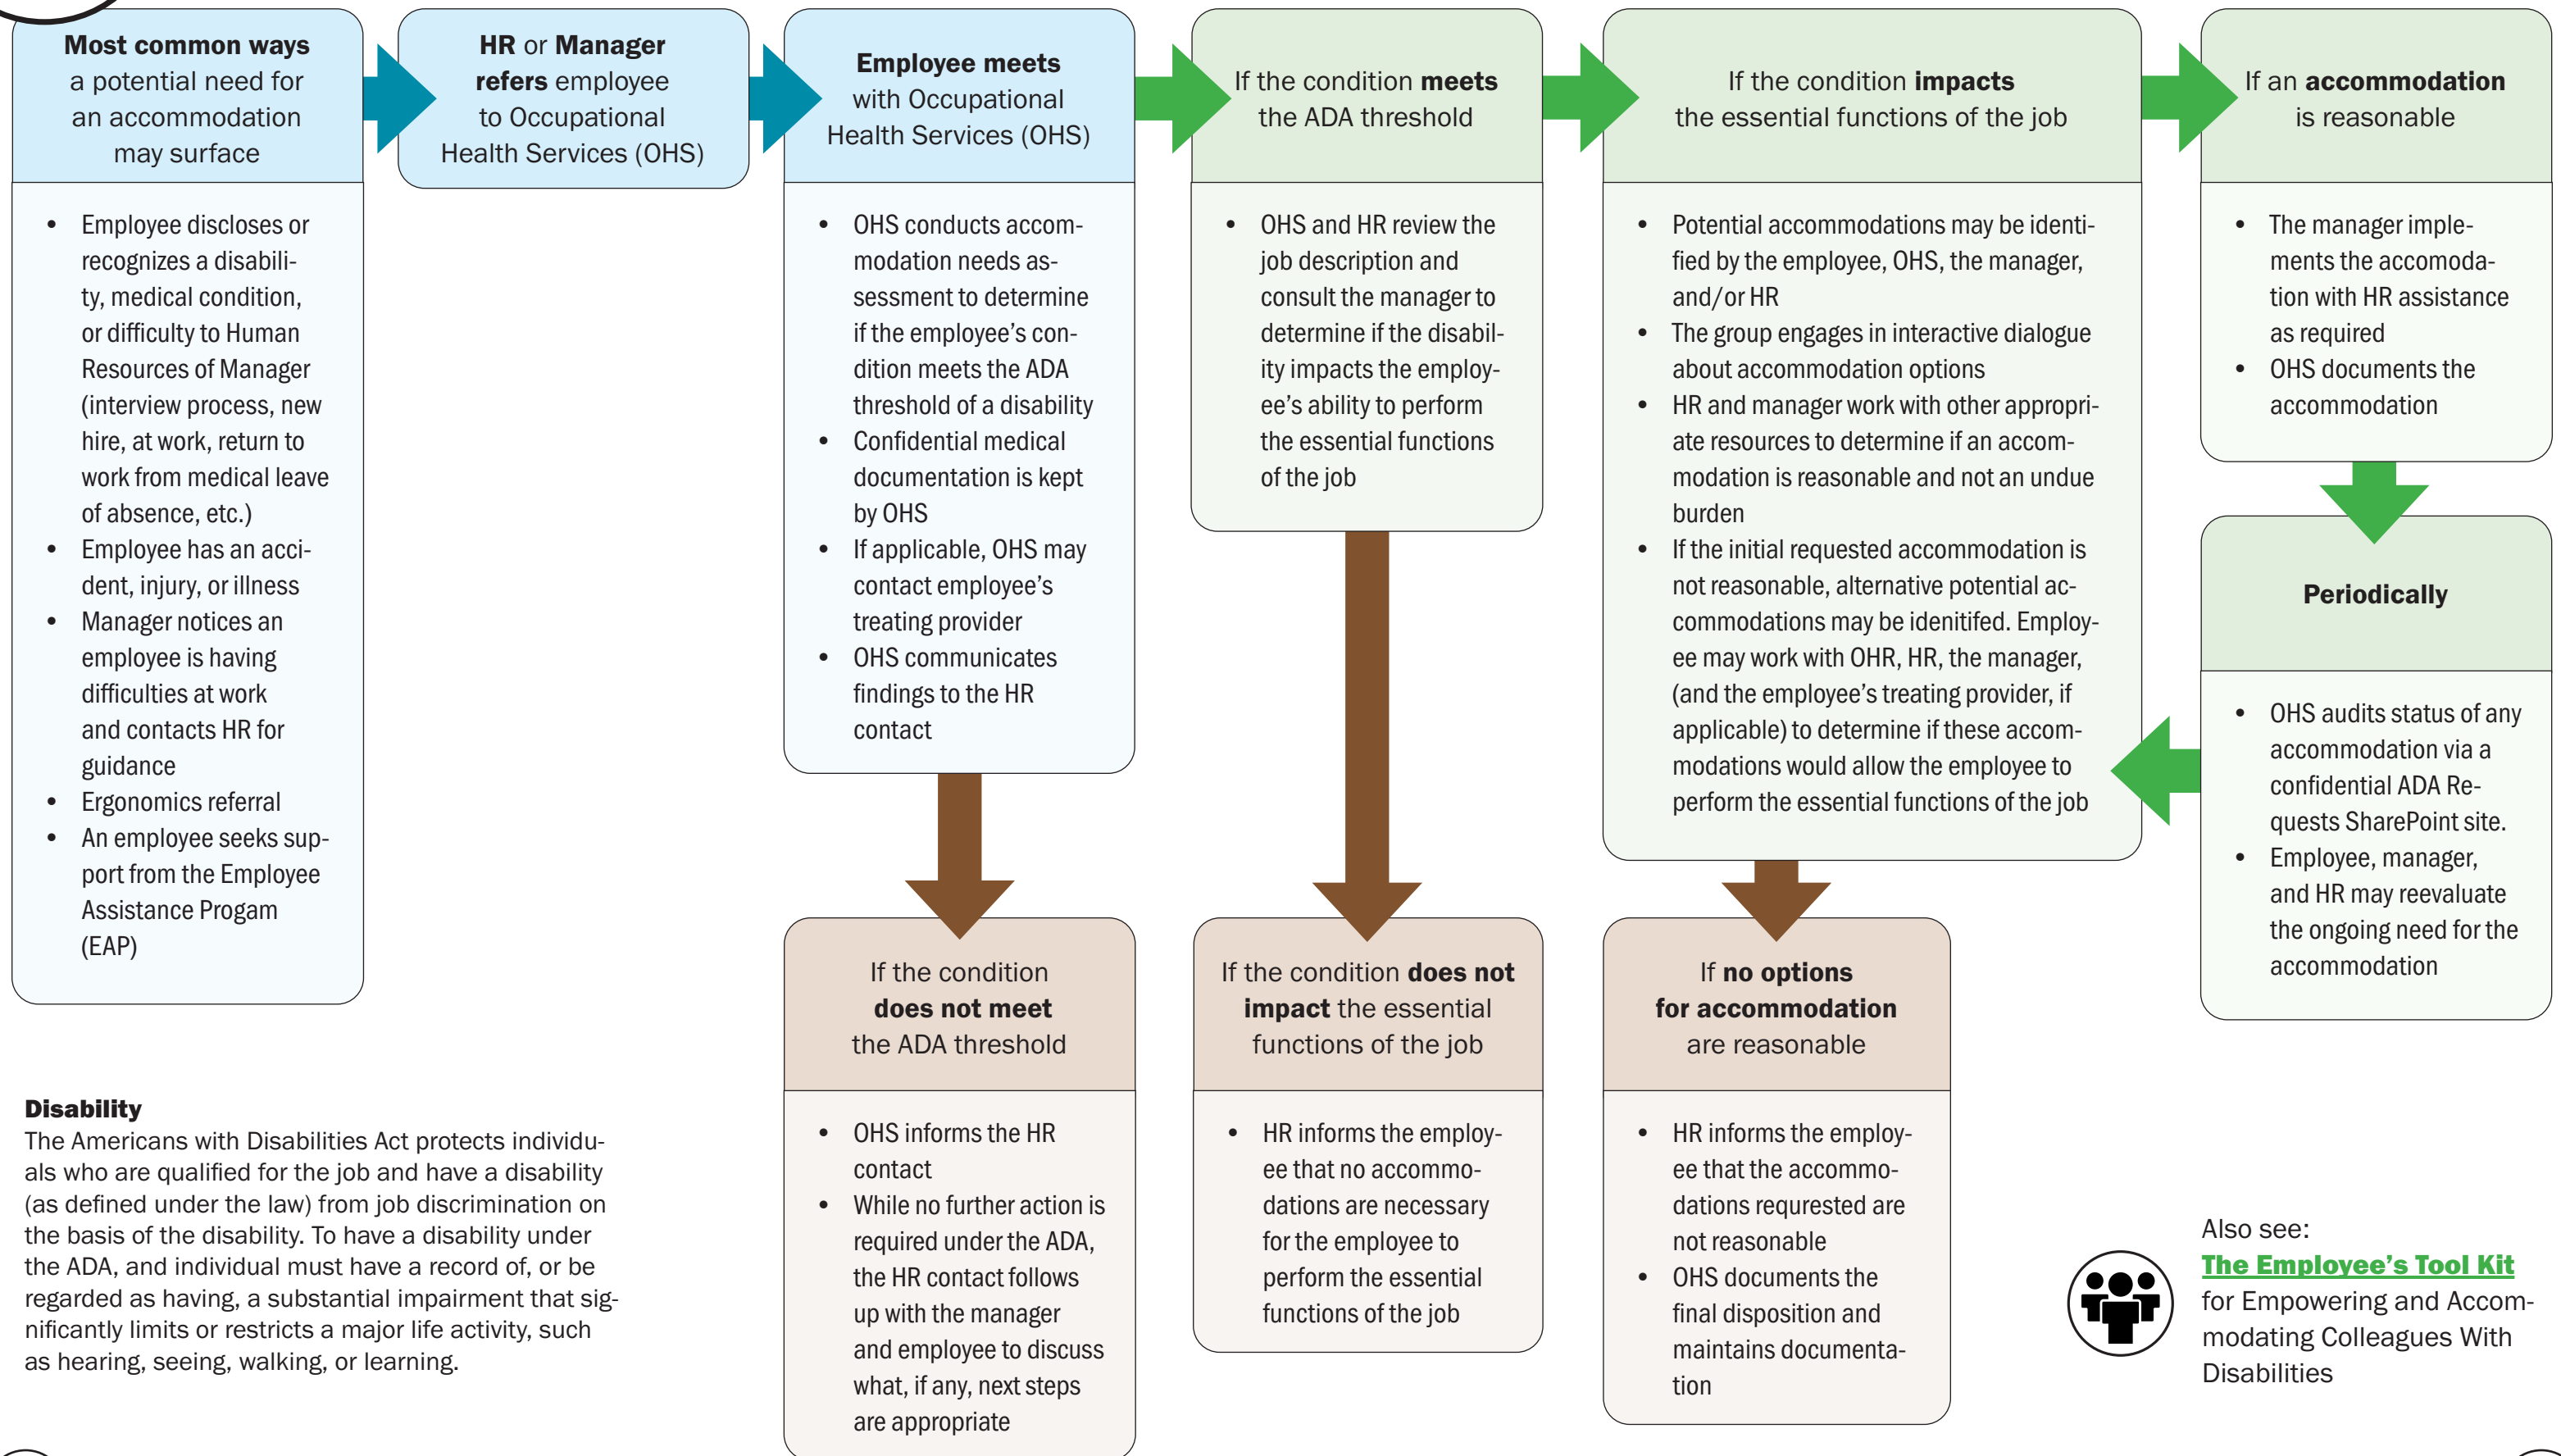 Most common ways
a potential need for
an accommodation
may surface
• Employee discloses or
recognizes a disabili-
ty, medical condition,
or difficulty to Human
Resources of Manager
(interview process, new
hire, at work, return to
work from medical leave
of absence, etc.)
• Employee has an acci-
dent, injury, or illness
• Manager notices an
employee is having
difficulties at work
and contacts HR for
guidance
• Ergonomics referral
• An employee seeks sup-
port from the Employee
Assistance Progam
(EAP)
HR or Manager
refers employee
to Occupational
Health Services (OHS)
Employee meets
with Occupational
Health Services (OHS)
• OHS conducts accom-
modation needs as-
sessment to determine
if the employee's con-
dition meets the ADA
threshold of a disability
• Confidential medical
documentation is kept
by OHS
• If applicable, OHS may
contact employee's
treating provider
• OHS communicates
findings to the HR
contact
If the condition meets
the ADA threshold
• OHS and HR review the
job description and
consult the manager to
determine if the disabil-
ity impacts the employ-
ee's ability to perform
the essential functions
of the job
If the condition impacts
the essential functions of the job
• Potential accommodations may be identi-
fied by the employee, OHS, the manager,
and/or HR
• The group engages in interactive dialogue
about accommodation options
• HR and manager work with other appropri-
ate resources to determine if an accom-
modation is reasonable and not an undue
burden
• If the initial requested accommodation is
not reasonable, alternative potential ac-
commodations may be idenitifed. Employ-
ee may work with OHR, HR, the manager,
(and the employee's treating provider, if
applicable) to determine if these accom-
modations would allow the employee to
perform the essential functions of the job
If an accommodation
is reasonable
• The manager imple-
ments the accomoda-
tion with HR assistance
as required
• OHS documents the
accommodation
Periodically
• OHS audits status of any
accommodation via a
confidential ADA Re-
quests SharePoint site.
• Employee, manager,
and HR may reevaluate
the ongoing need for the
accommodation
If the condition
does not meet
the ADA threshold
• OHS informs the HR
contact
• While no further action is
required under the ADA,
the HR contact follows
up with the manager
and employee to discuss
what, if any, next steps
are appropriate
If the condition does not
impact the essential
functions of the job
• HR informs the employ-
ee that no accommo-
dations are necessary
for the employee to
perform the essential
functions of the job
If no options
for accommodation
are reasonable
• HR informs the employ-
ee that the accommo-
dations requrested are
not reasonable
• OHS documents the
final disposition and
maintains documenta-
tion
Disability
The Americans with Disabilities Act protects individu-
als who are qualified for the job and have a disability
(as defined under the law) from job discrimination on
the basis of the disability. To have a disability under
the ADA, and individual must have a record of, or be
regarded as having, a substantial impairment that sig-
nificantly limits or restricts a major life activity, such
as hearing, seeing, walking, or learning.
Also see:
The Employee's Tool Kit
for Empowering and Accom-
modating Colleagues With
Disabilities